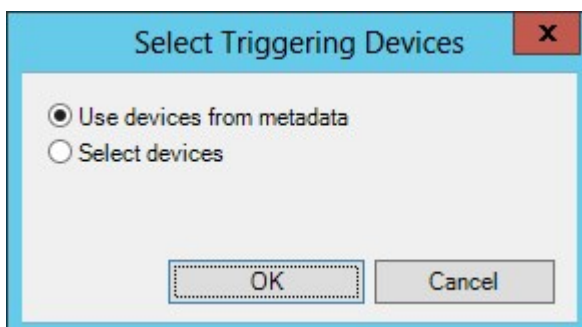 Select Triggering Devices
x
Use devices from metadata
Select devices
OK Cancel